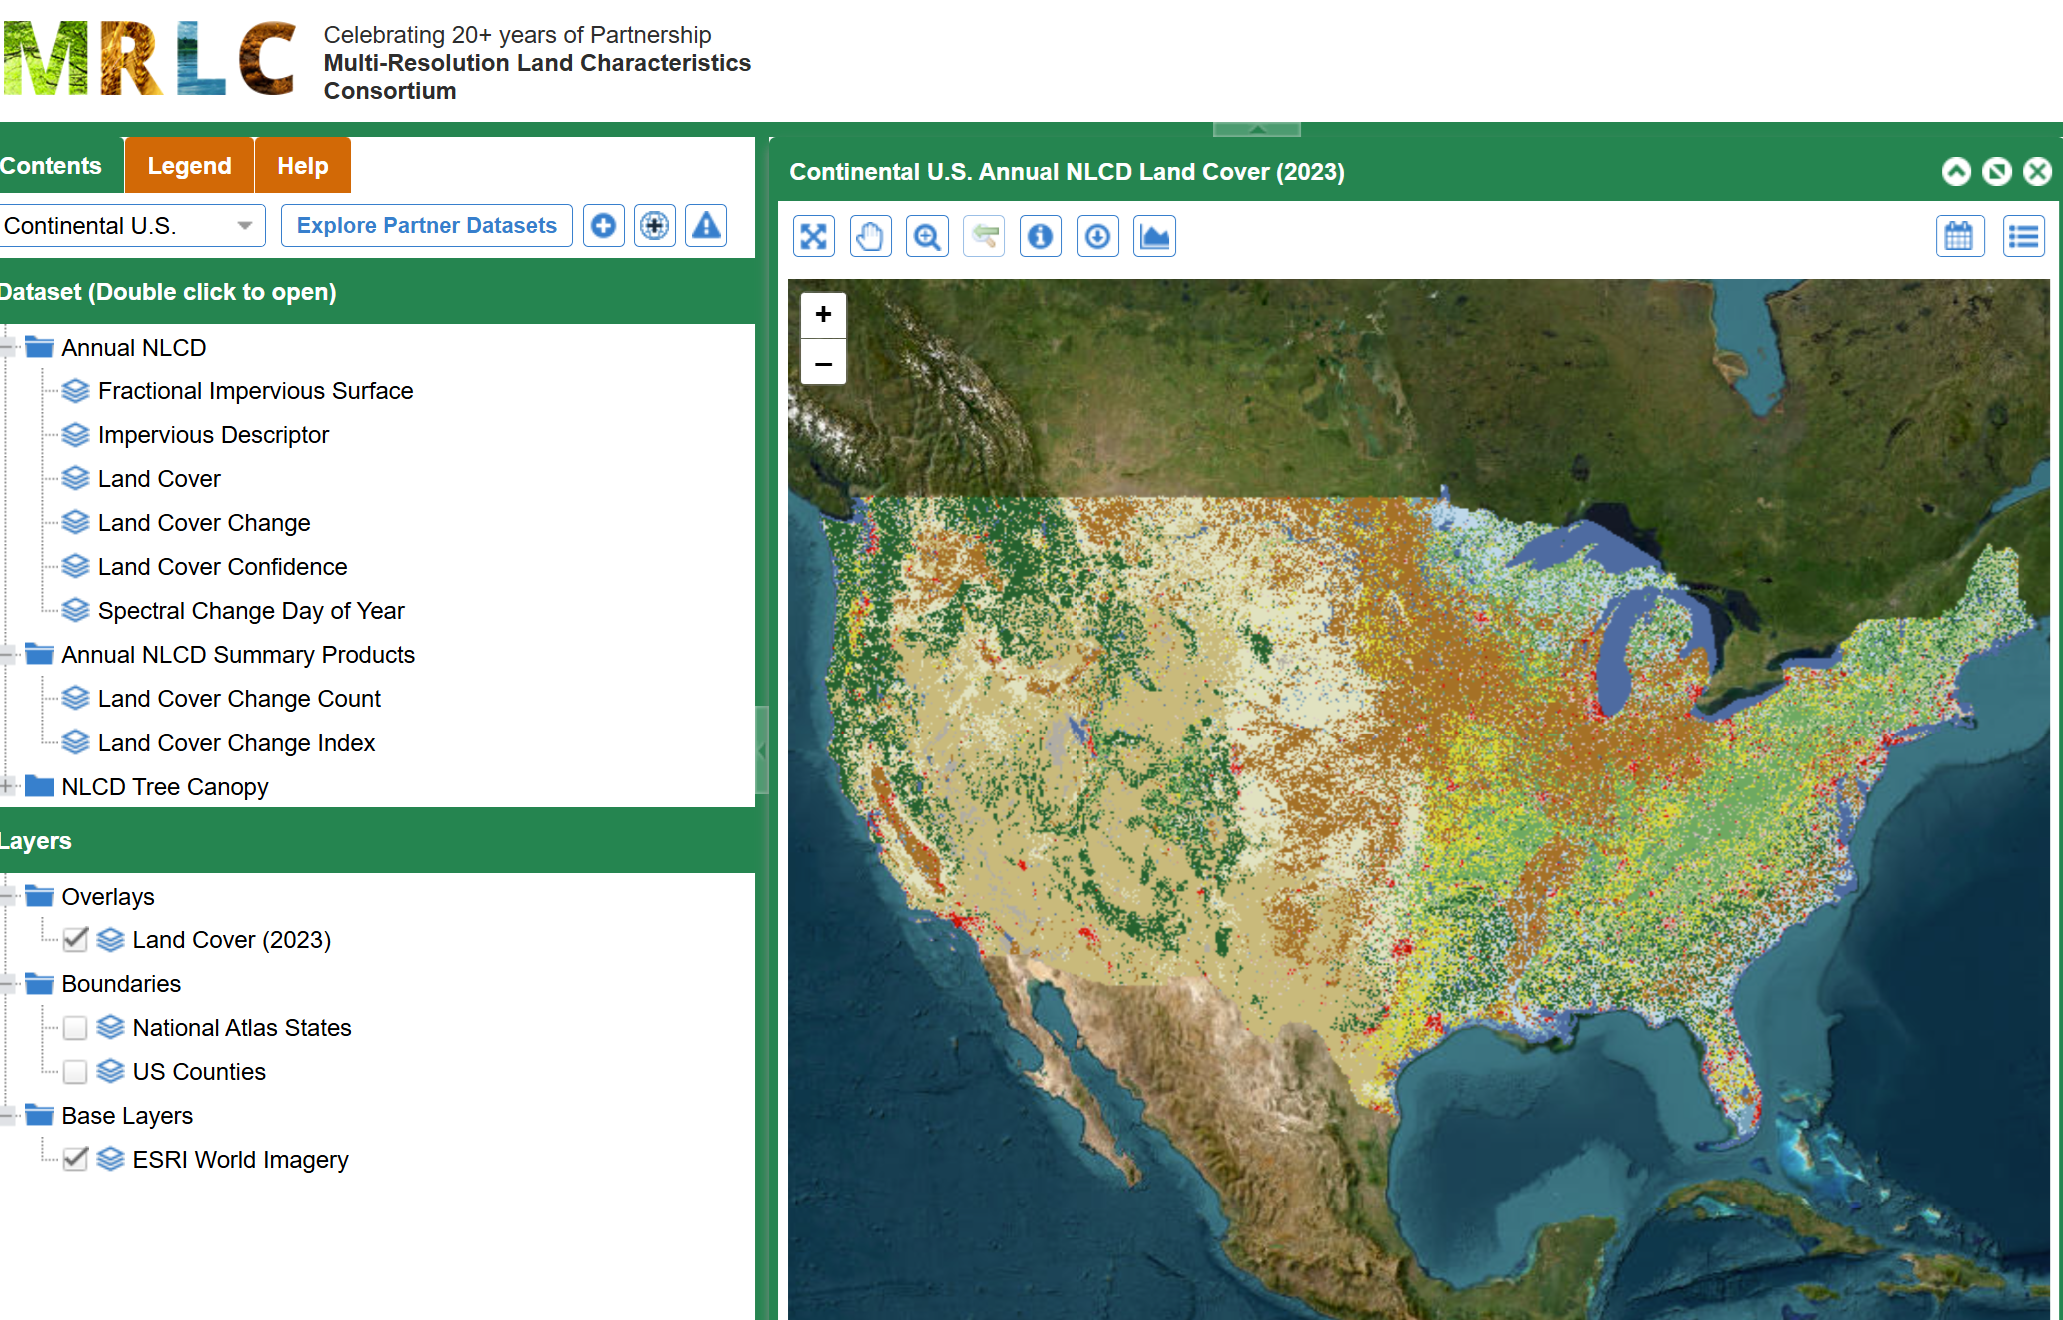 MRLC
Celebrating 20+ years of Partnership
Multi-Resolution Land Characteristics
Consortium
Contents
Legend
Help
Continental U.S.
Explore Partner Datasets
Dataset (Double click to open)
Annual NLCD
Fractional Impervious Surface
Impervious Descriptor
Land Cover
Land Cover Change
Land Cover Confidence
Spectral Change Day of Year
Annual NLCD Summary Products
Land Cover Change Count
Land Cover Change Index
NLCD Tree Canopy
Layers
Overlays
Land Cover (2023)
Boundaries
National Atlas States
US Counties
Base Layers
ESRI World Imagery
Continental U.S. Annual NLCD Land Cover (2023)
+
−